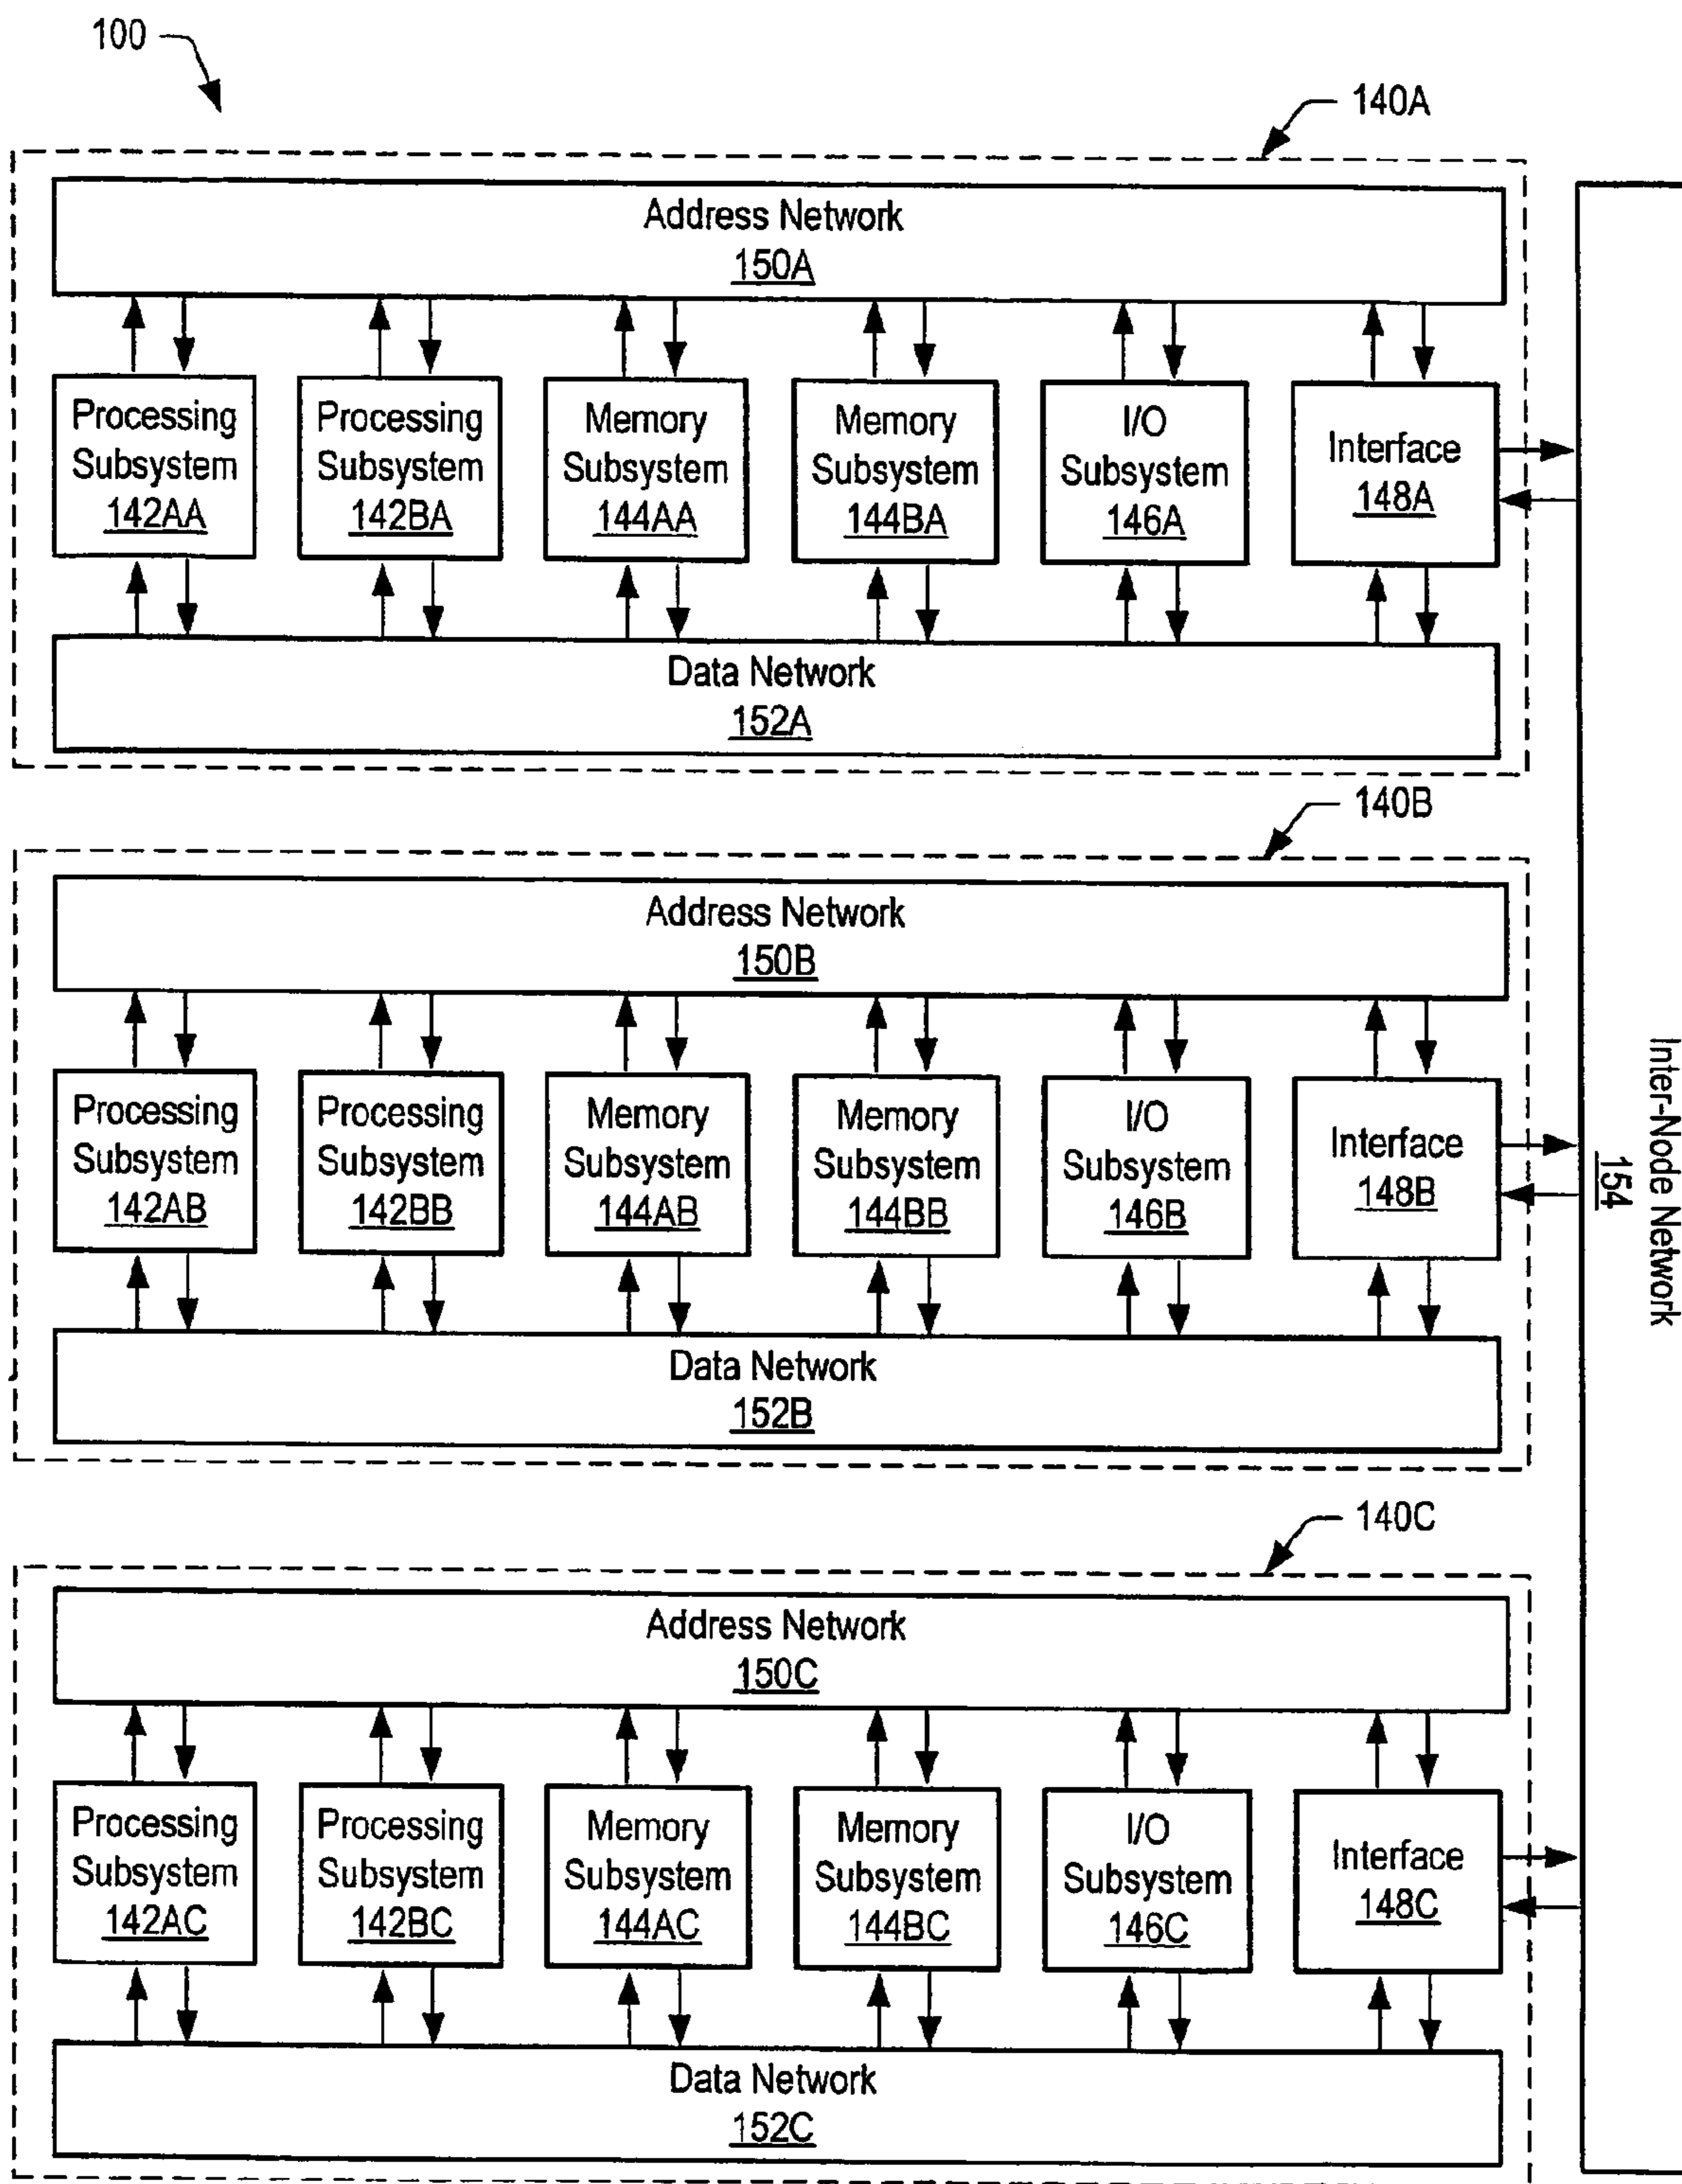 100
140A
Address Network
150A
Processing
Subsystem
142AA
Processing
Subsystem
142BA
Memory
Subsystem
144AA
Memory
Subsystem
144BA
I/O
Subsystem
146A
Interface
148A
Data Network
152A
140B
Address Network
150B
Processing
Subsystem
142AB
Processing
Subsystem
142BB
Memory
Subsystem
144AB
Memory
Subsystem
144BB
I/O
Subsystem
146B
Interface
148B
Data Network
152B
Inter-Node Network
154
140C
Address Network
150C
Processing
Subsystem
142AC
Processing
Subsystem
142BC
Memory
Subsystem
144AC
Memory
Subsystem
144BC
I/O
Subsystem
146C
Interface
148C
Data Network
152C